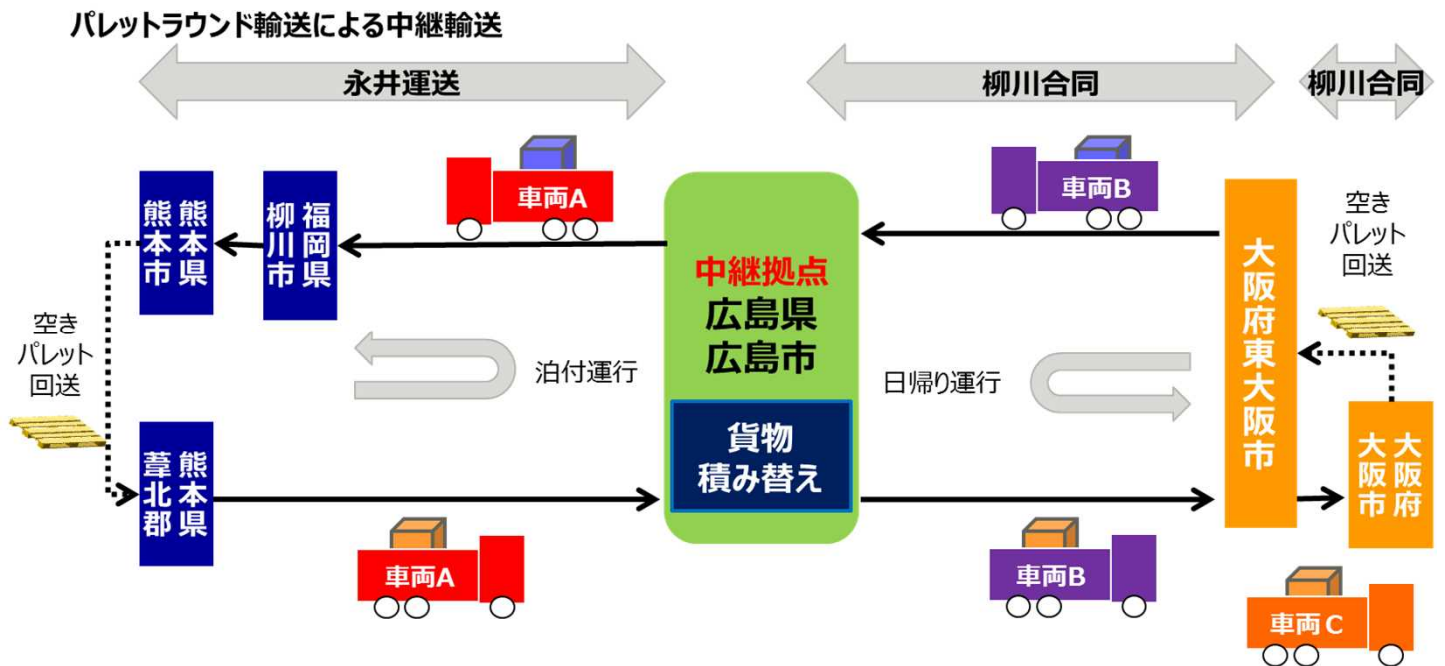 パレットラウンド輸送による中継輸送
永井運送
柳川合同
柳川合同
車両A
車両B
熊本県
熊本市
福岡県
柳川市
中継拠点
広島県
広島市
貨物
積み替え
大阪府東大阪市
空き
パレット
回送
空き
パレット
回送
泊付運行
日帰り運行
熊本県
葦北郡
大阪府
大阪市
車両A
車両B
車両C